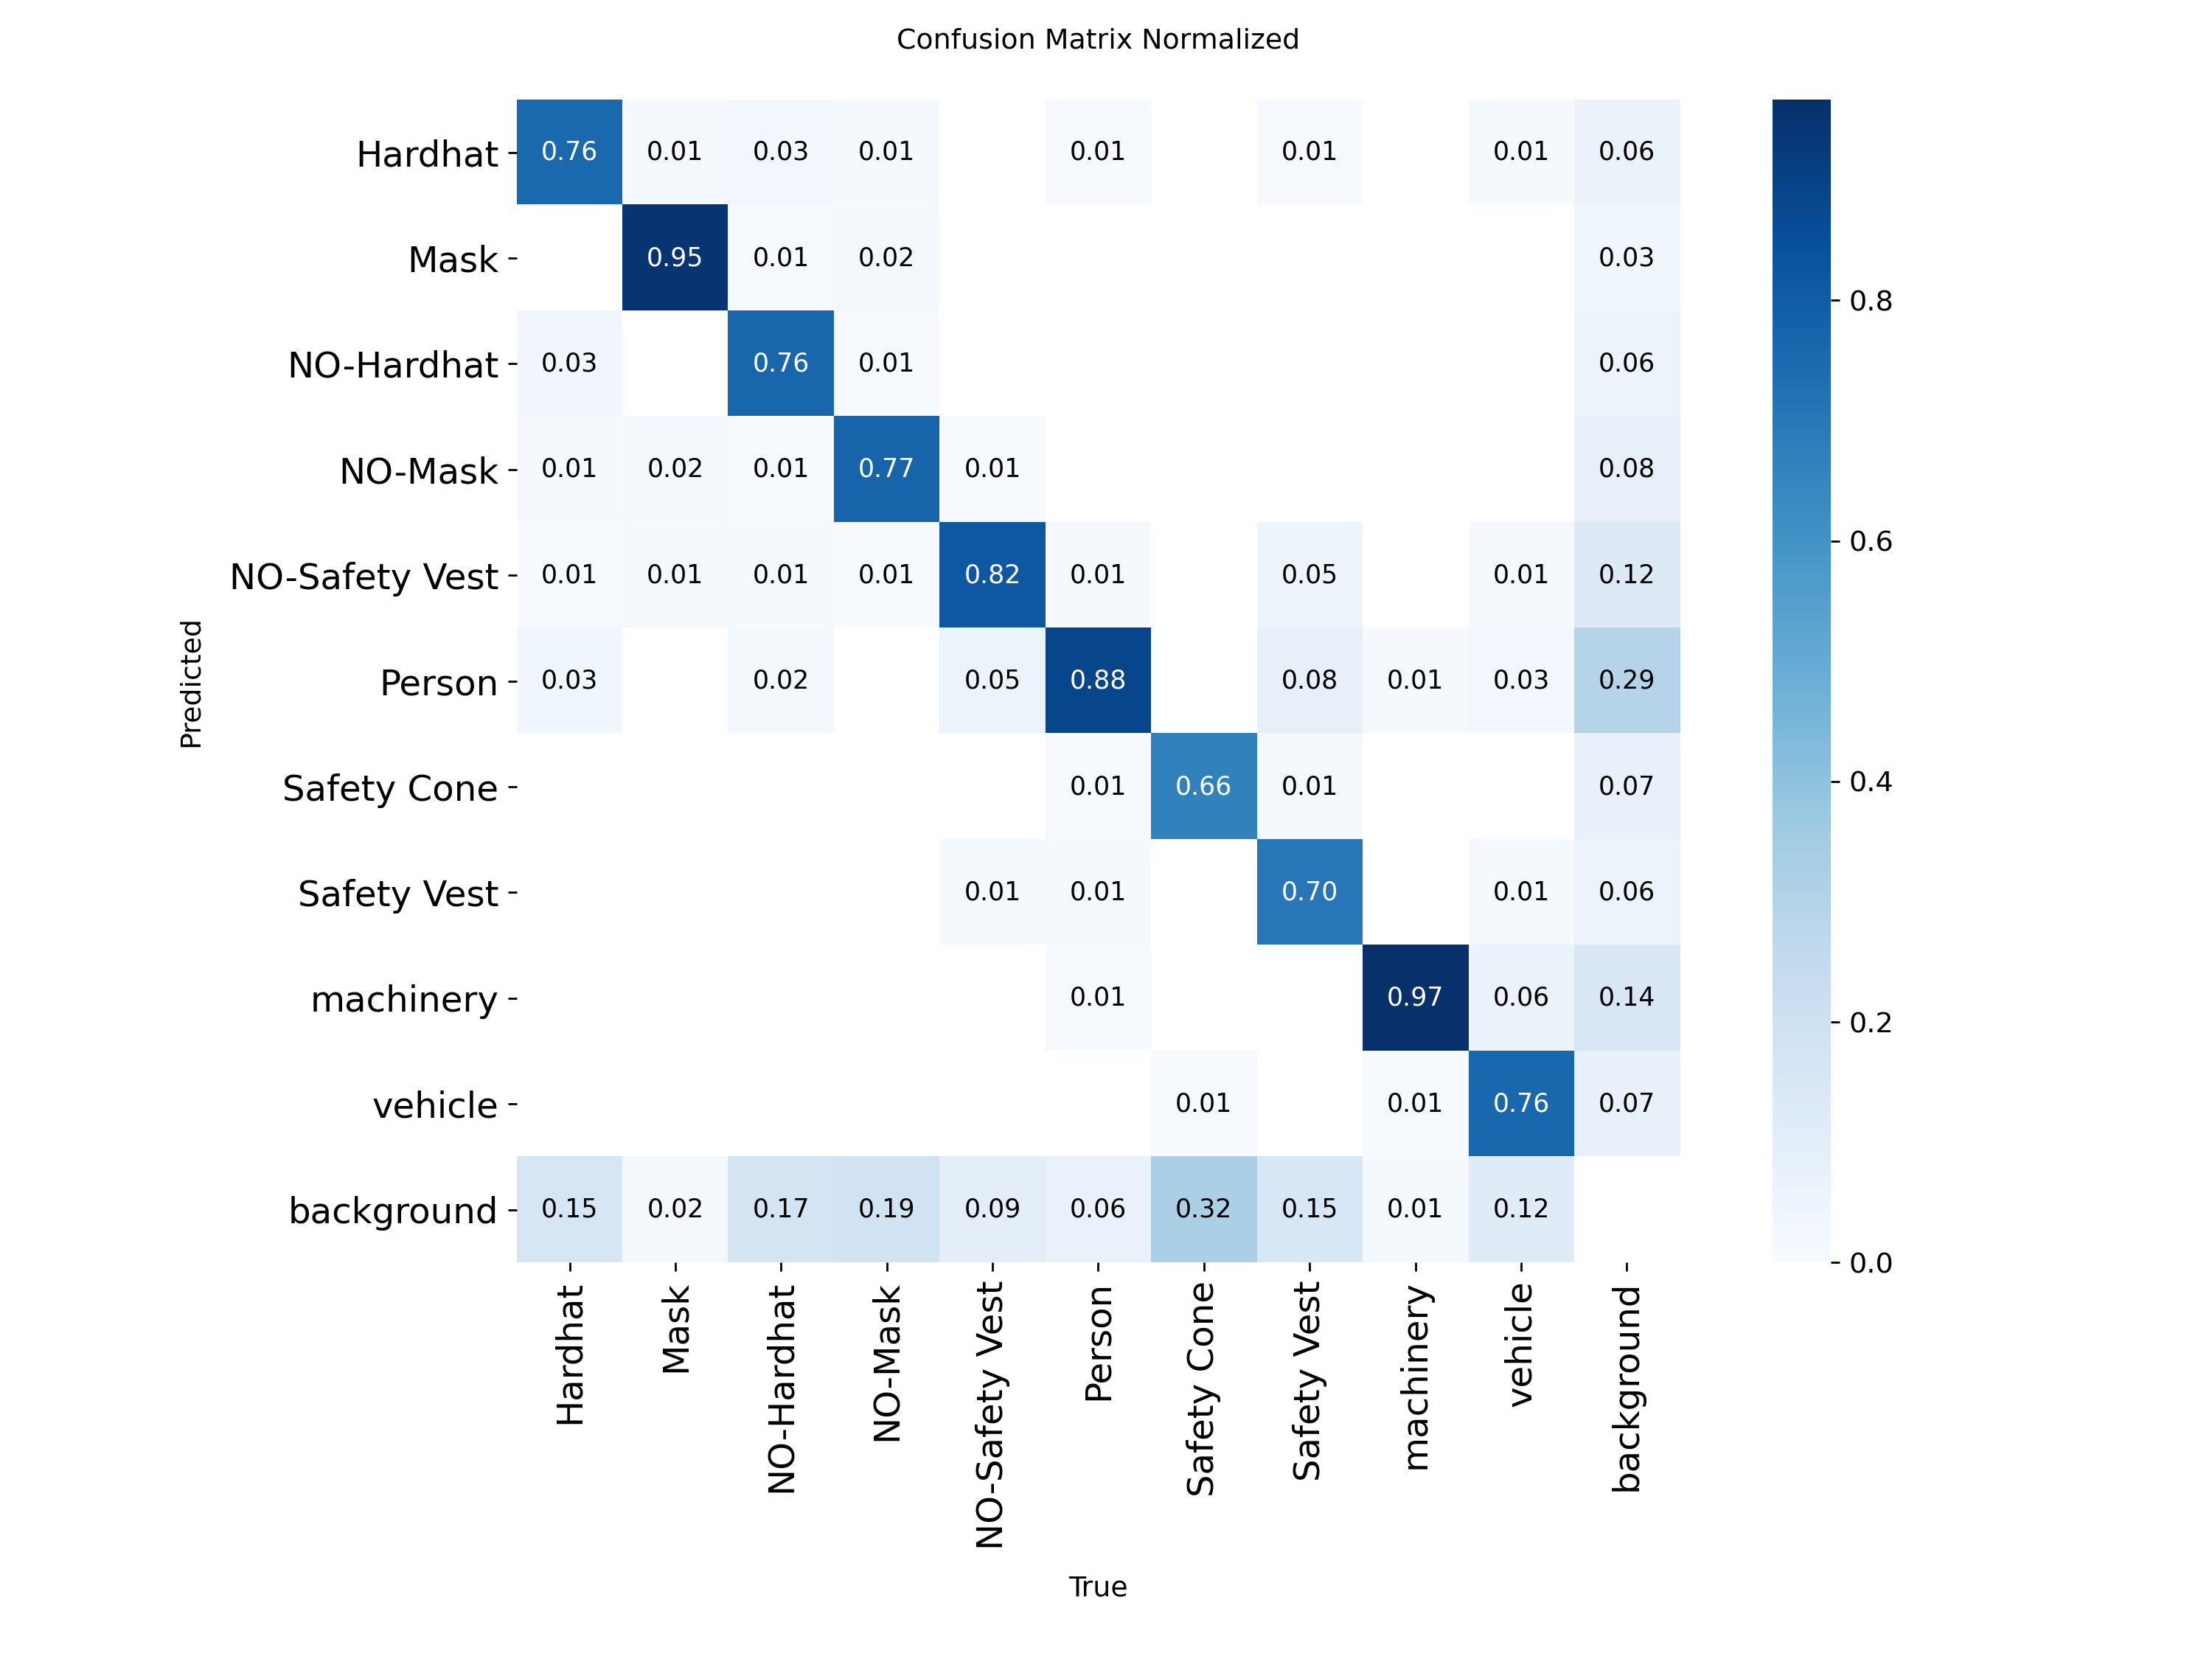 Confusion Matrix Normalized
Hardhat 0.76 0.01 0.03 0.01 0.01 0.01 0.01 0.06
Mask 0.95 0.01 0.02 0.03
NO-Hardhat 0.03 0.76 0.01 0.06
NO-Mask 0.01 0.02 0.01 0.77 0.01 0.08
NO-Safety Vest 0.01 0.01 0.01 0.01 0.82 0.01 0.05 0.01 0.12
Person 0.03 0.02 0.05 0.88 0.08 0.01 0.03 0.29
Safety Cone 0.01 0.66 0.01 0.07
Safety Vest 0.01 0.01 0.70 0.01 0.06
machinery 0.01 0.97 0.06 0.14
vehicle 0.01 0.01 0.76 0.07
background 0.15 0.02 0.17 0.19 0.09 0.06 0.32 0.15 0.01 0.12
Predicted
Hardhat
Mask
NO-Hardhat
NO-Mask
NO-Safety Vest
Person
Safety Cone
Safety Vest
machinery
vehicle
background
True
0.8
0.6
0.4
0.2
0.0